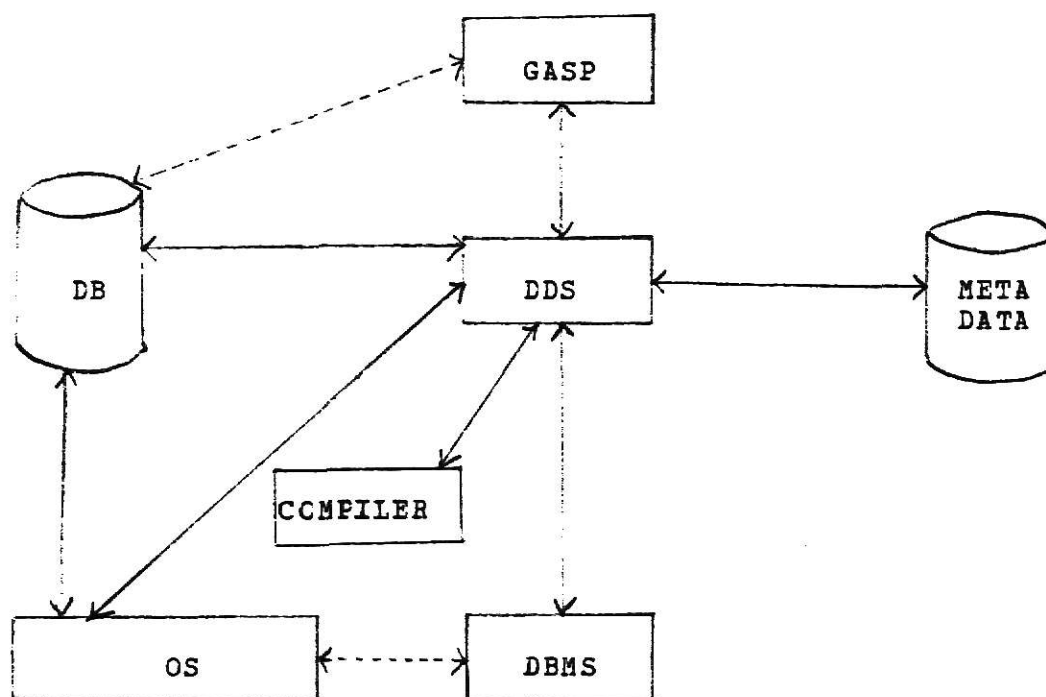 GASP
DB
DDS
META
DATA
CCMPILER
OS
DBMS